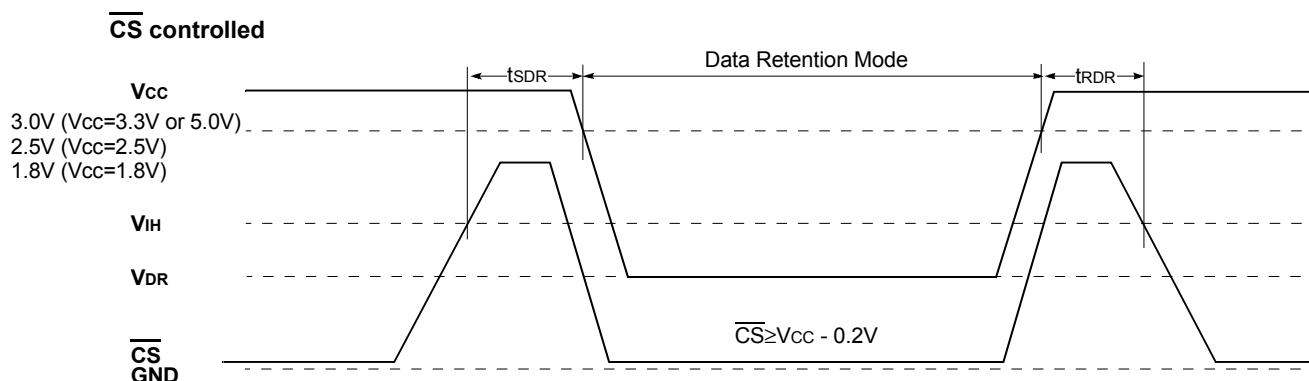 CS controlled
tSDR
Data Retention Mode
tRDR
VCC
3.0V (VCC=3.3V or 5.0V)
2.5V (VCC=2.5V)
1.8V (VCC=1.8V)
VIH
VDR
CS≥VCC - 0.2V
CS
GND